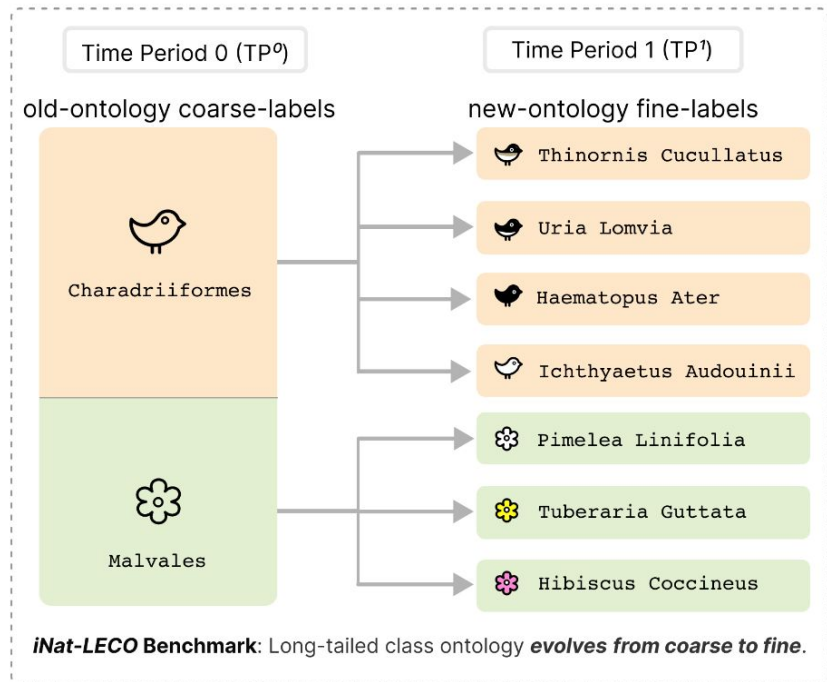 Time Period 0 (TP⁰)
Time Period 1 (TP¹)
old-ontology coarse-labels
new-ontology fine-labels
Charadriiformes
Malvales
Thinornis Cucullatus
Uria Lomvia
Haematopus Ater
Ichthyaetus Audouinii
Pimelea Linifolia
Tuberaria Guttata
Hibiscus Coccineus
iNat-LECO Benchmark: Long-tailed class ontology evolves from coarse to fine.